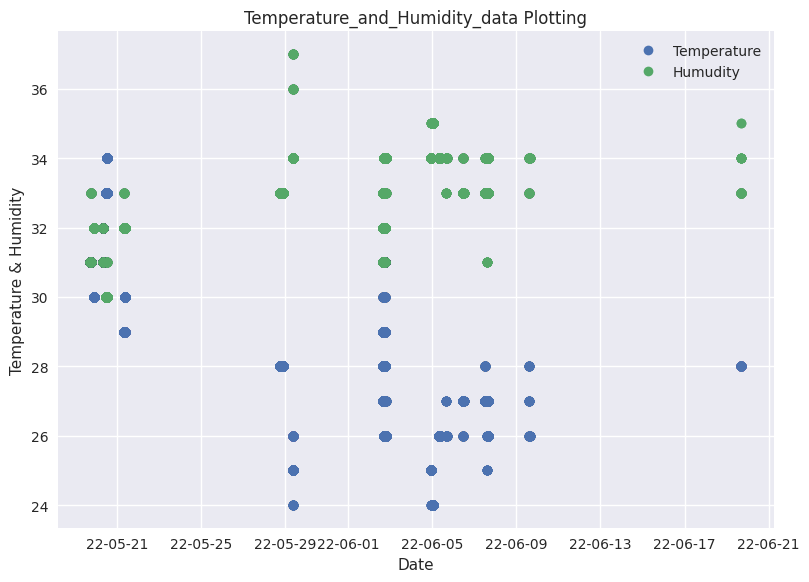 Temperature_and_Humidity_data Plotting
Temperature
Humudity
Temperature & Humidity
36
34
32
30
28
26
24
22-05-21 22-05-25 22-05-29 22-06-01 22-06-05 22-06-09 22-06-13 22-06-17 22-06-21
Date